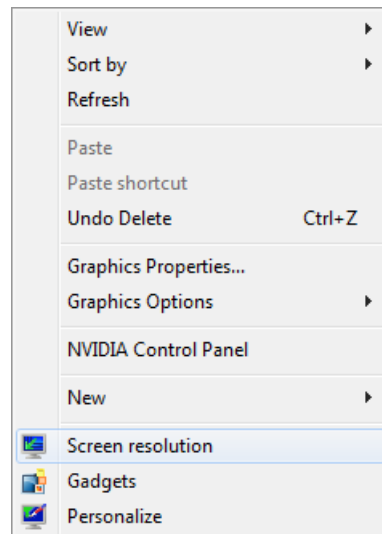 View
Sort by
Refresh
Paste
Paste shortcut
Undo Delete Ctrl+Z
Graphics Properties...
Graphics Options
NVIDIA Control Panel
New
Screen resolution
Gadgets
Personalize